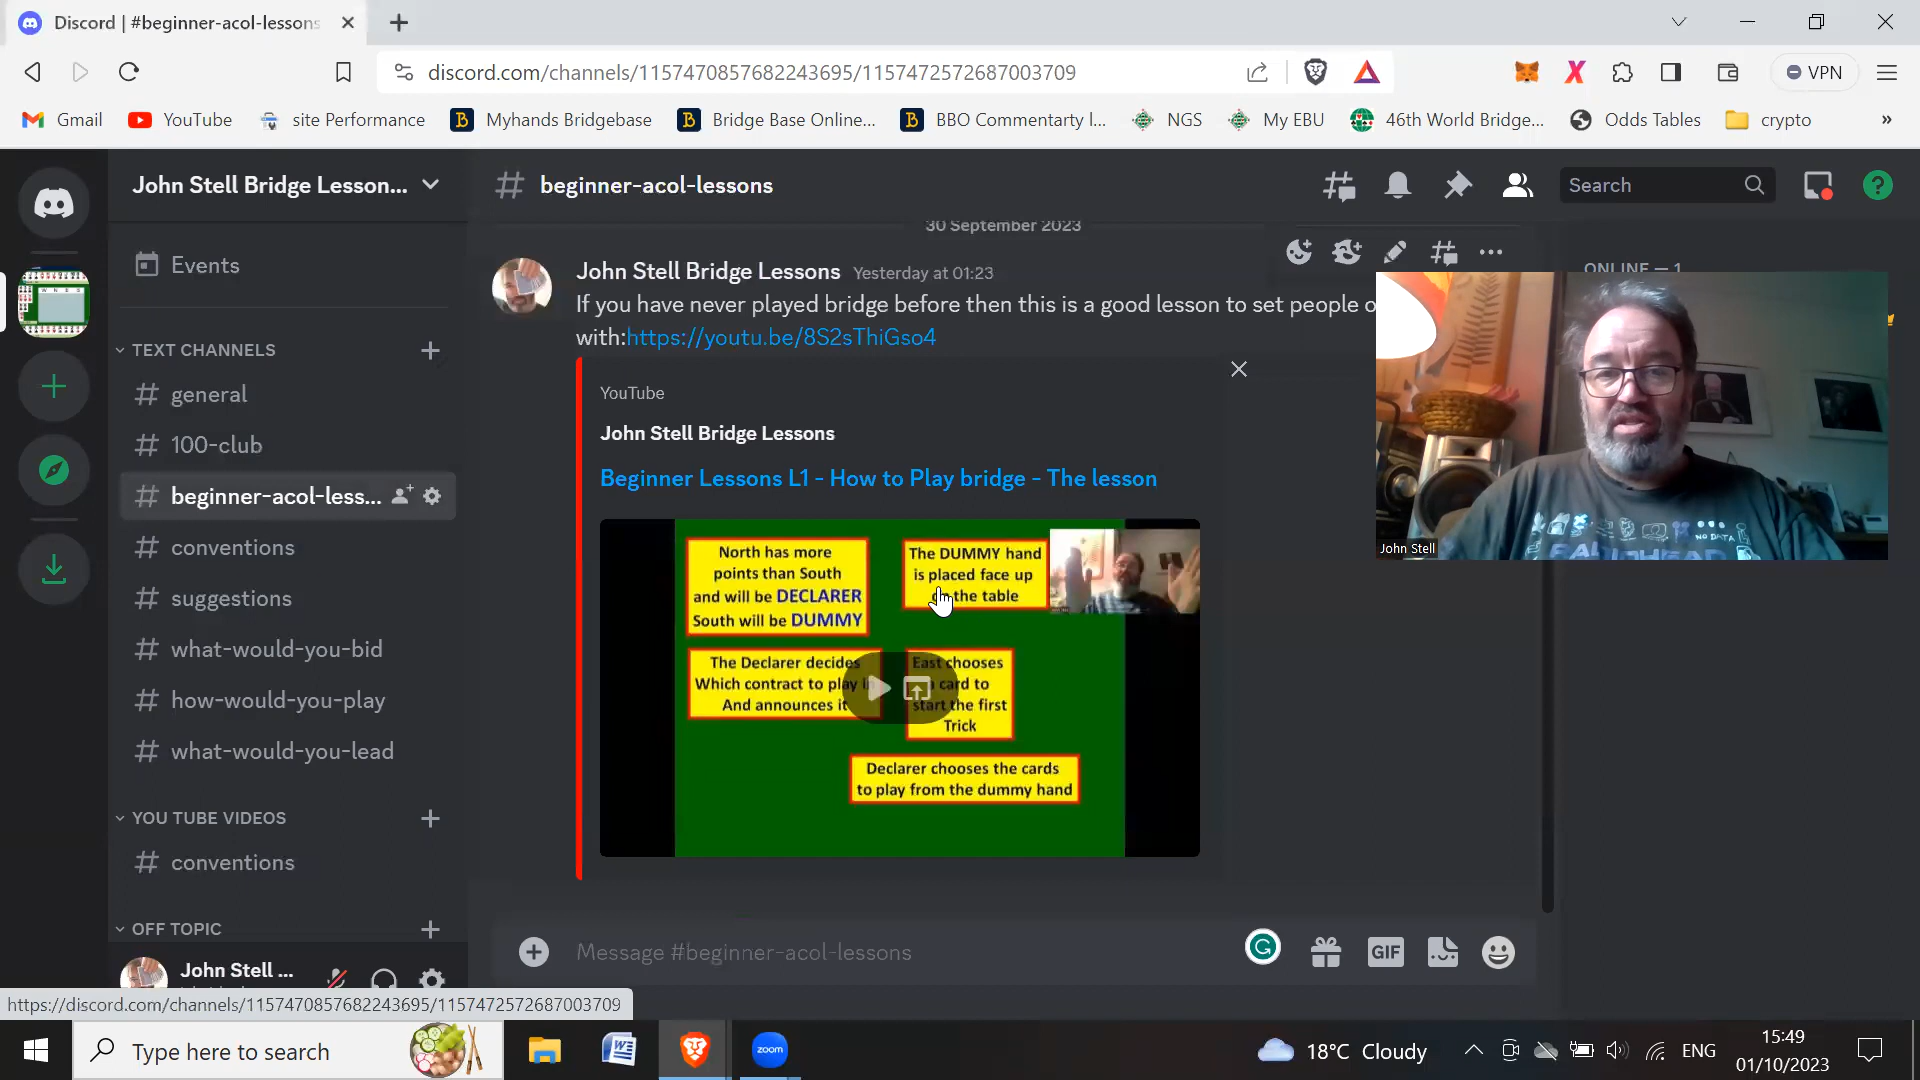 Discord | #beginner-acol-lessons
discord.com/channels/1157470857682243695/1157472572687003709
VPN
Gmail
YouTube
site Performance
Myhands Bridgebase
Bridge Base Online...
BBO Commentarty l...
NGS
My EBU
46th World Bridge...
Odds Tables
crypto
»
John Stell Bridge Lesson...
# beginner-acol-lessons
Search
Events
TEXT CHANNELS
# general
# 100-club
# beginner-acol-less...
# conventions
# suggestions
# what-would-you-bid
# how-would-you-play
# what-would-you-lead
YOU TUBE VIDEOS
# conventions
OFF TOPIC
John Stell ...
30 September 2023
John Stell Bridge Lessons Yesterday at 01:23
If you have never played bridge before then this is a good lesson to set people o
with:https://youtu.be/8S2sThiGso4
YouTube
John Stell Bridge Lessons
Beginner Lessons L1 - How to Play bridge - The lesson
North has more
points than South
and will be DECLARER
South will be DUMMY
The DUMMY hand
is placed face up
the table
The Declarer decides
Which contract to play
And announces it
East chooses
card to
start the first
Trick
Declarer chooses the cards
to play from the dummy hand
ONLINE — 1
NO DATA
RADIOHEAD
John Stell
Message #beginner-acol-lessons
GIF
https://discord.com/channels/1157470857682243695/1157472572687003709
Type here to search
zoom
18°C Cloudy
ENG
15:49
01/10/2023